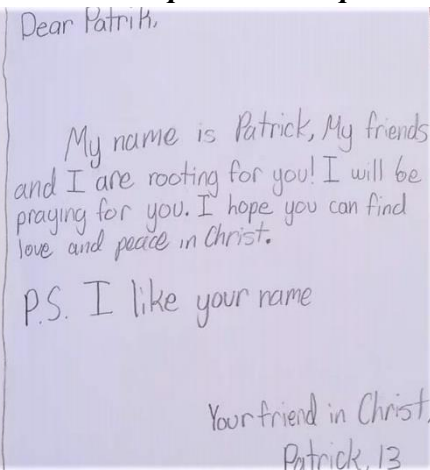 Dear Patrik,
My name is Patrick, My friends
and I are rooting for you! I will be
praying for you. I hope you can find
love and peace in Christ.
P.S. I like your name
Your friend in Christ,
Patrick, 13